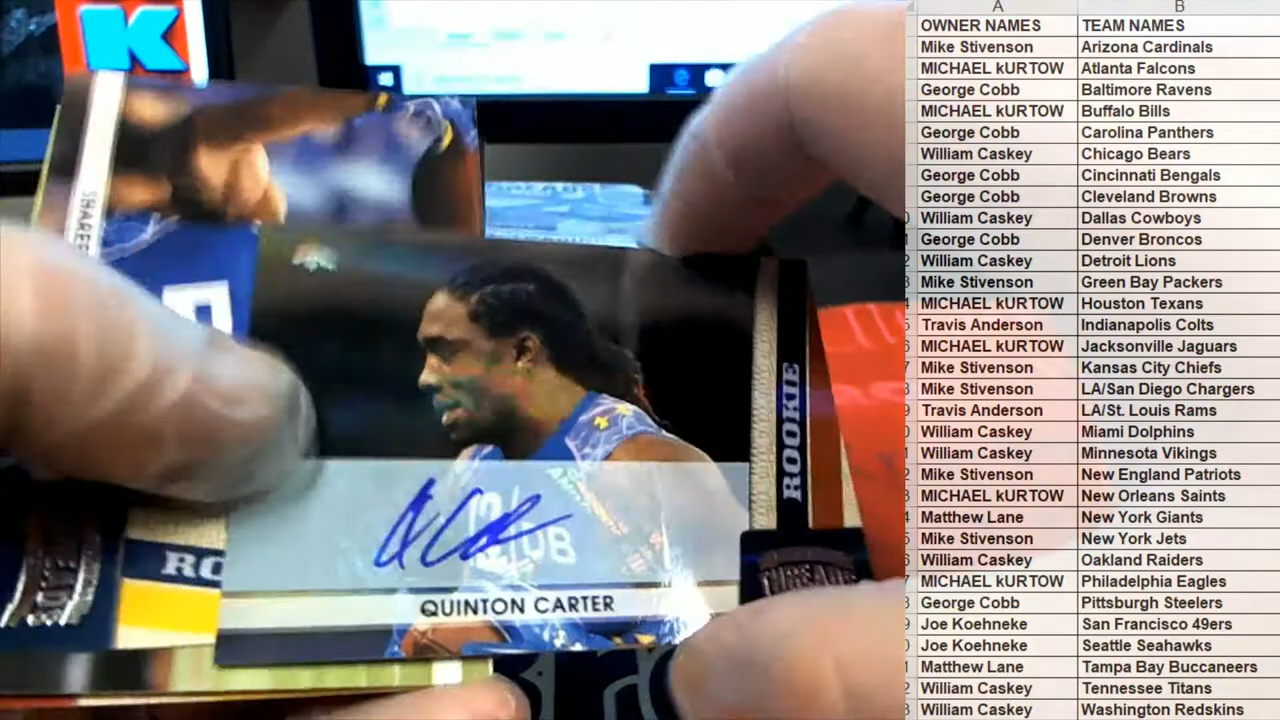 K
SHAREE
ROOKIE
12/DB
RO
QUINTON CARTER
THREADS
A B
OWNER NAMES TEAM NAMES
Mike Stivenson Arizona Cardinals
MICHAEL kURTOW Atlanta Falcons
George Cobb Baltimore Ravens
MICHAEL kURTOW Buffalo Bills
George Cobb Carolina Panthers
William Caskey Chicago Bears
George Cobb Cincinnati Bengals
George Cobb Cleveland Browns
William Caskey Dallas Cowboys
George Cobb Denver Broncos
William Caskey Detroit Lions
Mike Stivenson Green Bay Packers
MICHAEL kURTOW Houston Texans
Travis Anderson Indianapolis Colts
MICHAEL kURTOW Jacksonville Jaguars
Mike Stivenson Kansas City Chiefs
Mike Stivenson LA/San Diego Chargers
Travis Anderson LA/St. Louis Rams
William Caskey Miami Dolphins
William Caskey Minnesota Vikings
Mike Stivenson New England Patriots
MICHAEL kURTOW New Orleans Saints
Matthew Lane New York Giants
Mike Stivenson New York Jets
William Caskey Oakland Raiders
MICHAEL kURTOW Philadelphia Eagles
George Cobb Pittsburgh Steelers
Joe Koehneke San Francisco 49ers
Joe Koehneke Seattle Seahawks
Matthew Lane Tampa Bay Buccaneers
William Caskey Tennessee Titans
William Caskey Washington Redskins